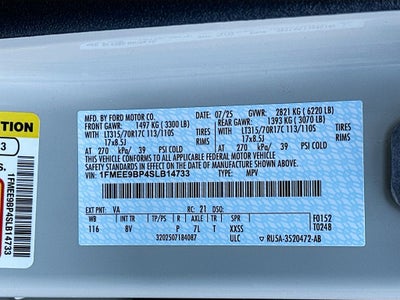 MFD. BY FORD MOTOR CO. DATE: 07/25 GVWR: 2821 KG ( 6220 LB)
FRONT GAWR: 1497 KG ( 3300 LB) REAR GAWR: 1393 KG ( 3070 LB)
WITH LT315/70R17C 113/110S WITH LT315/70R17C 113/110S
TIRES 17x8.5J RIMS TIRES 17x8.5J
AT 270 kPa/ 39 PSI COLD AT 270 kPa/ 39 PSI COLD
THIS VEHICLE CONFORMS TO ALL APPLICABLE FEDERAL MOTOR VEHICLE
SAFETY STANDARDS IN EFFECT ON THE DATE OF MANUFACTURE SHOWN ABOVE.
VIN: 1FMEE9BP4SLB14733 TYPE: MPV
EXT PNT: VA RC: 21 DSO:
WB TR P TL T SPR
116 8V P 7L T XXSS F0152
3202507184087 ULC T0248
RUSA-3520472-AB
TION
3
1FMEE9BP4SLB14733